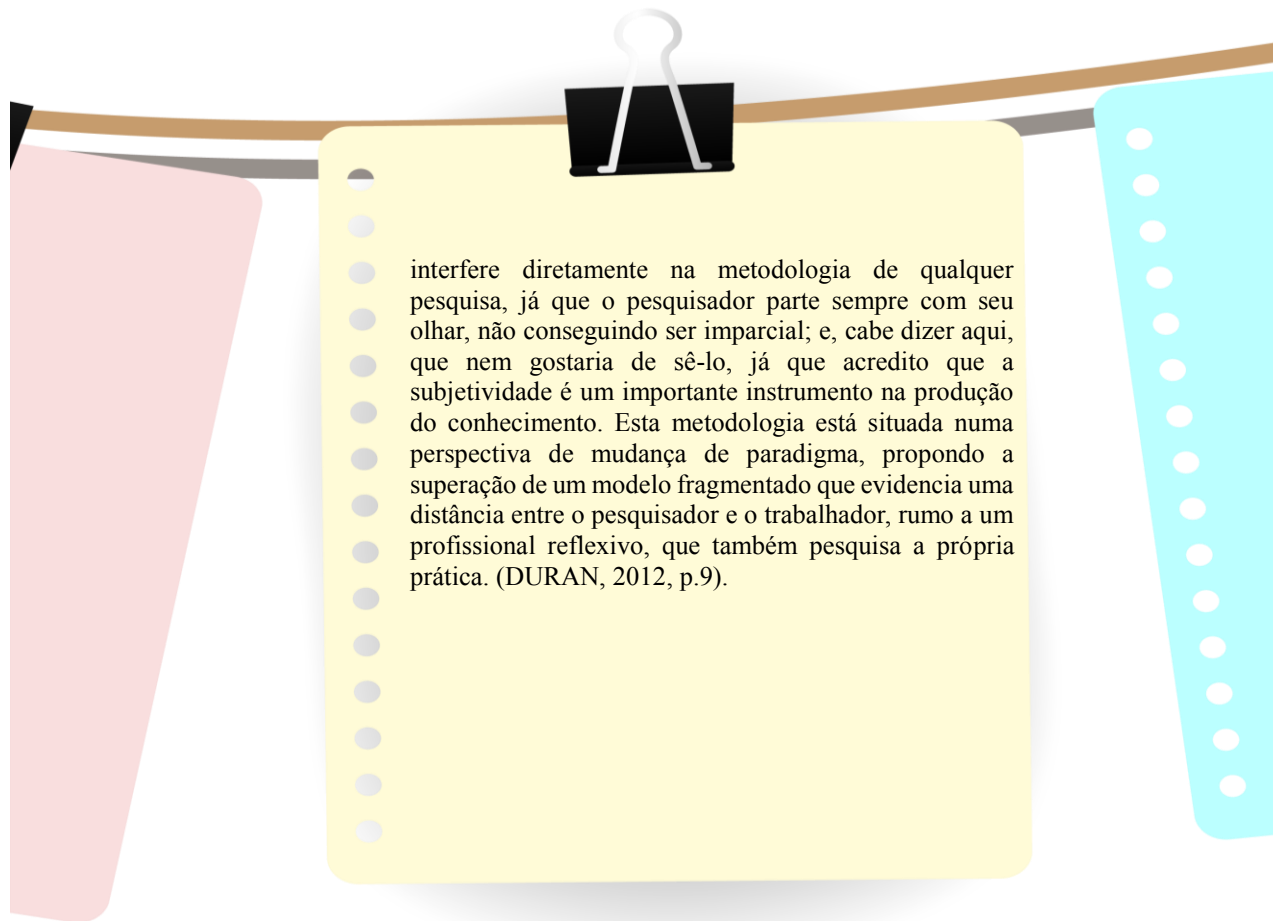 interfere diretamente na metodologia de qualquer
pesquisa, já que o pesquisador parte sempre com seu
olhar, não conseguindo ser imparcial; e, cabe dizer aqui,
que nem gostaria de sê-lo, já que acredito que a
subjetividade é um importante instrumento na produção
do conhecimento. Esta metodologia está situada numa
perspectiva de mudança de paradigma, propondo a
superação de um modelo fragmentado que evidencia uma
distância entre o pesquisador e o trabalhador, rumo a um
profissional reflexivo, que também pesquisa a própria
prática. (DURAN, 2012, p.9).